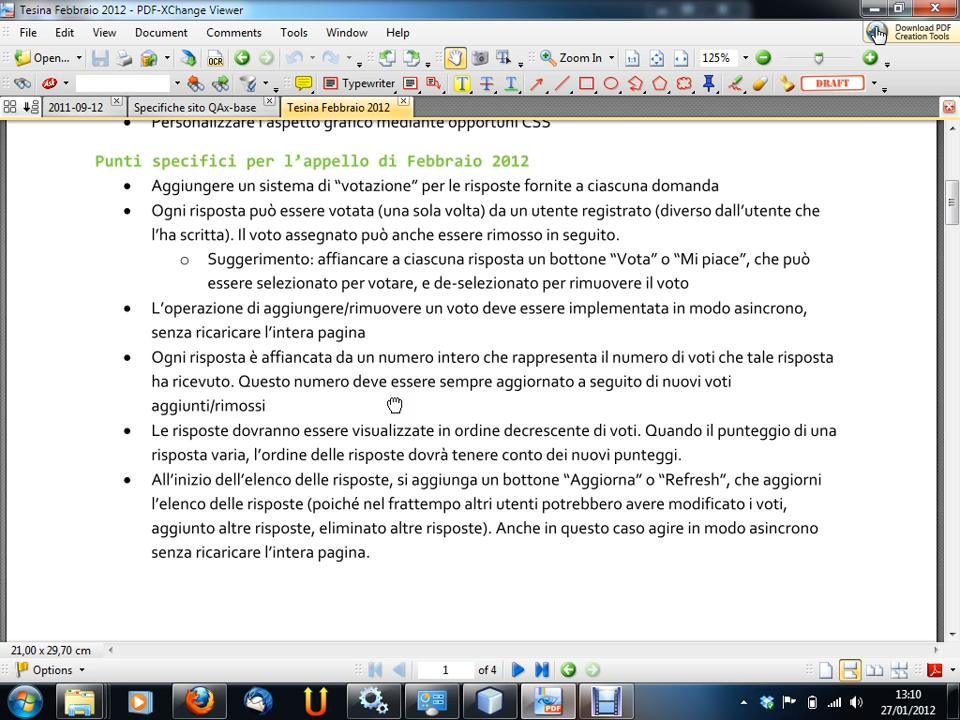 Tesina Febbraio 2012 - PDF-XChange Viewer
File Edit View Document Comments Tools Window Help
Download PDF
Creation Tools
Open... OCR Zoom In 125%
Typewriter DRAFT
2011-09-12 Specifiche sito QAx-base Tesina Febbraio 2012
Personalizzare l'aspetto grafico mediante opportuni CSS
Punti specifici per l’appello di Febbraio 2012
• Aggiungere un sistema di “votazione” per le risposte fornite a ciascuna domanda
• Ogni risposta può essere votata (una sola volta) da un utente registrato (diverso dall’utente che
l’ha scritta). Il voto assegnato può anche essere rimosso in seguito.
o Suggerimento: affiancare a ciascuna risposta un bottone “Vota” o “Mi piace”, che può
essere selezionato per votare, e de-selezionato per rimuovere il voto
• L’operazione di aggiungere/rimuovere un voto deve essere implementata in modo asincrono,
senza ricaricare l’intera pagina
• Ogni risposta è affiancata da un numero intero che rappresenta il numero di voti che tale risposta
ha ricevuto. Questo numero deve essere sempre aggiornato a seguito di nuovi voti
aggiunti/rimossi
• Le risposte dovranno essere visualizzate in ordine decrescente di voti. Quando il punteggio di una
risposta varia, l’ordine delle risposte dovrà tenere conto dei nuovi punteggi.
• All’inizio dell’elenco delle risposte, si aggiunga un bottone “Aggiorna” o “Refresh”, che aggiorni
l’elenco delle risposte (poiché nel frattempo altri utenti potrebbero avere modificato i voti,
aggiunto altre risposte, eliminato altre risposte). Anche in questo caso agire in modo asincrono
senza ricaricare l’intera pagina.
21,00 x 29,70 cm
Options 1 of 4
PDF
13:10
27/01/2012